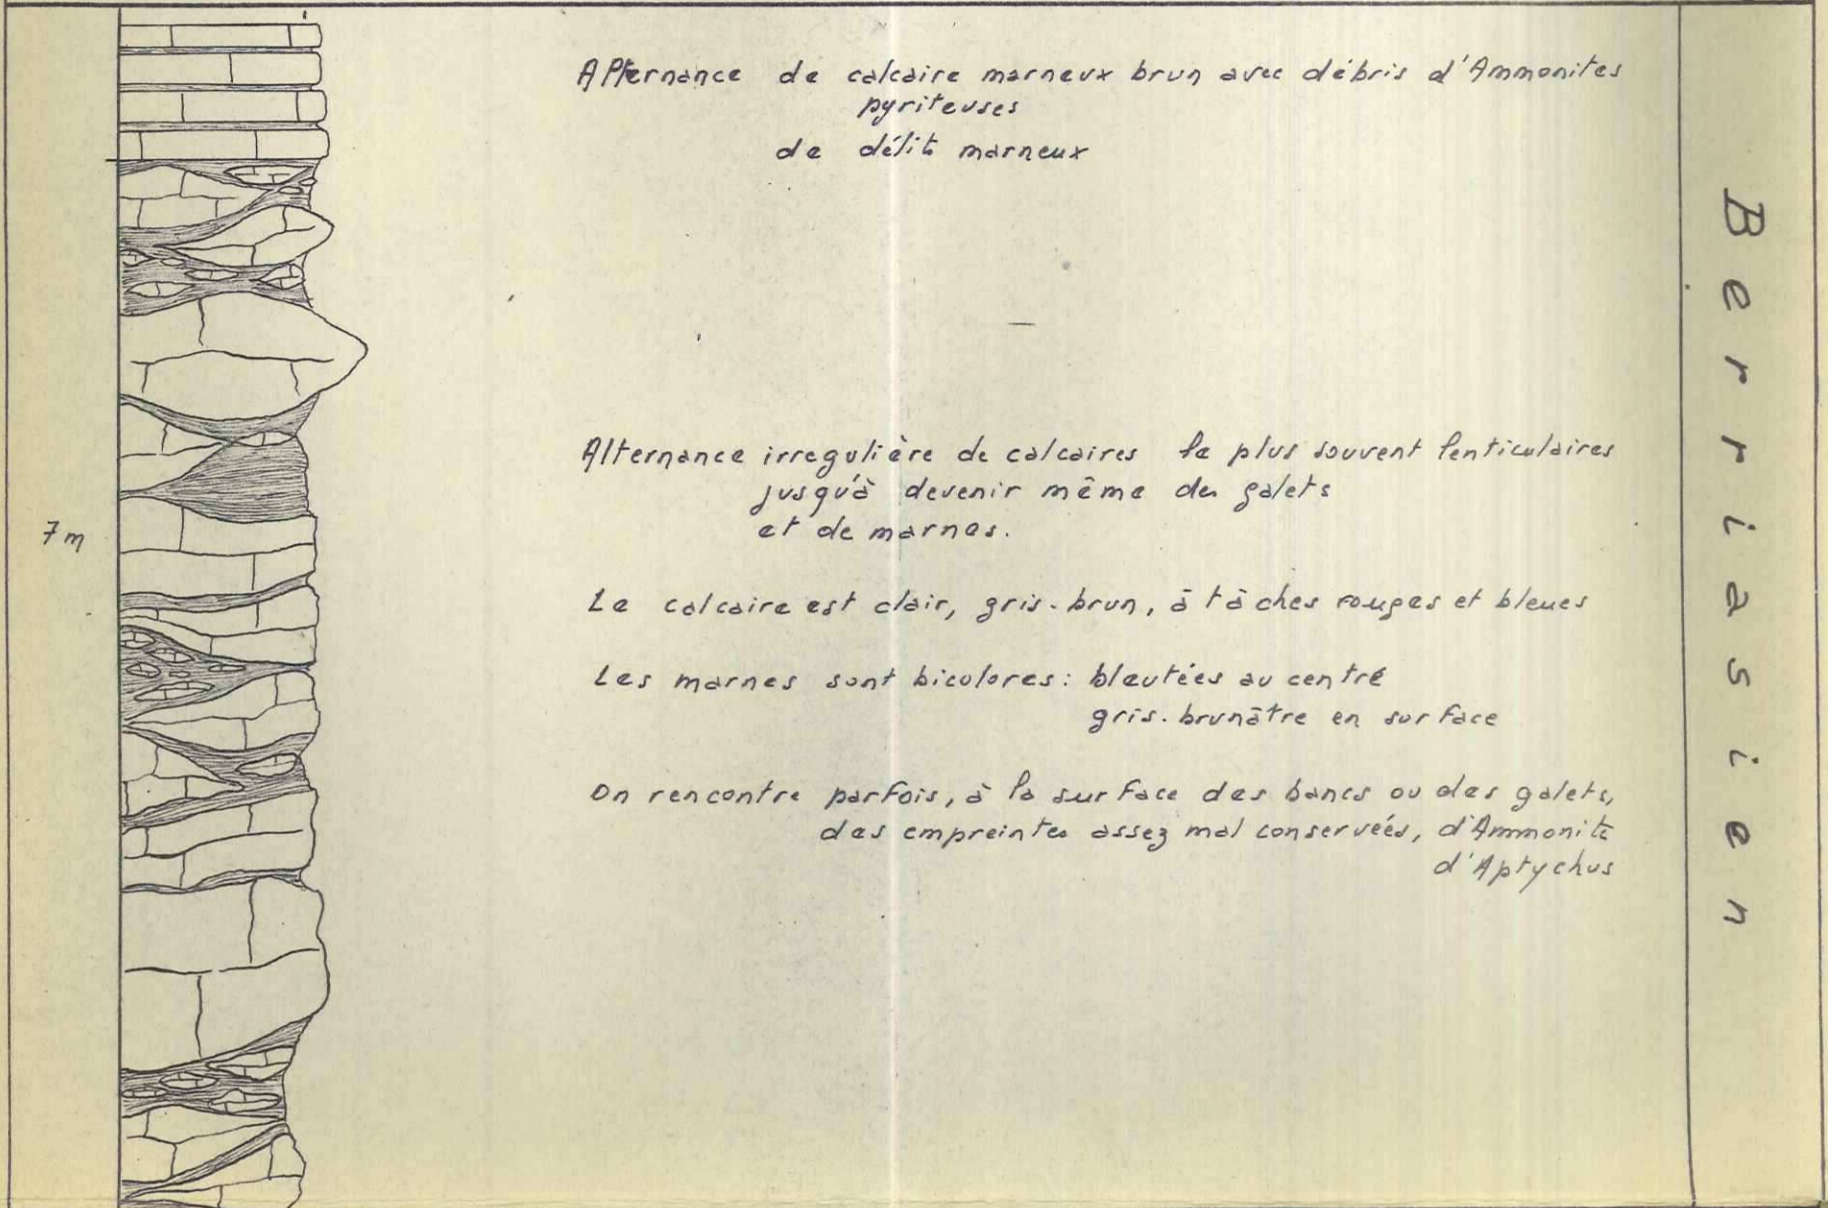 Alternance de calcaire marneux brun avec débris d'Ammonites
pyriteuses
de délits marneux
Alternance irregulière de calcaires le plus souvent lenticulaires
jusqu'à devenir même des galets
et de marnes.
7 m
Le calcaire est clair, gris-brun, à tâches rouges et bleues
Les marnes sont bicolores: bleutées au centre
gris-brunâtre en surface
On rencontre parfois, à la surface des bancs ou des galets,
des empreintes assez mal conservées, d'Ammonite
d'Aptychus
Berriasien